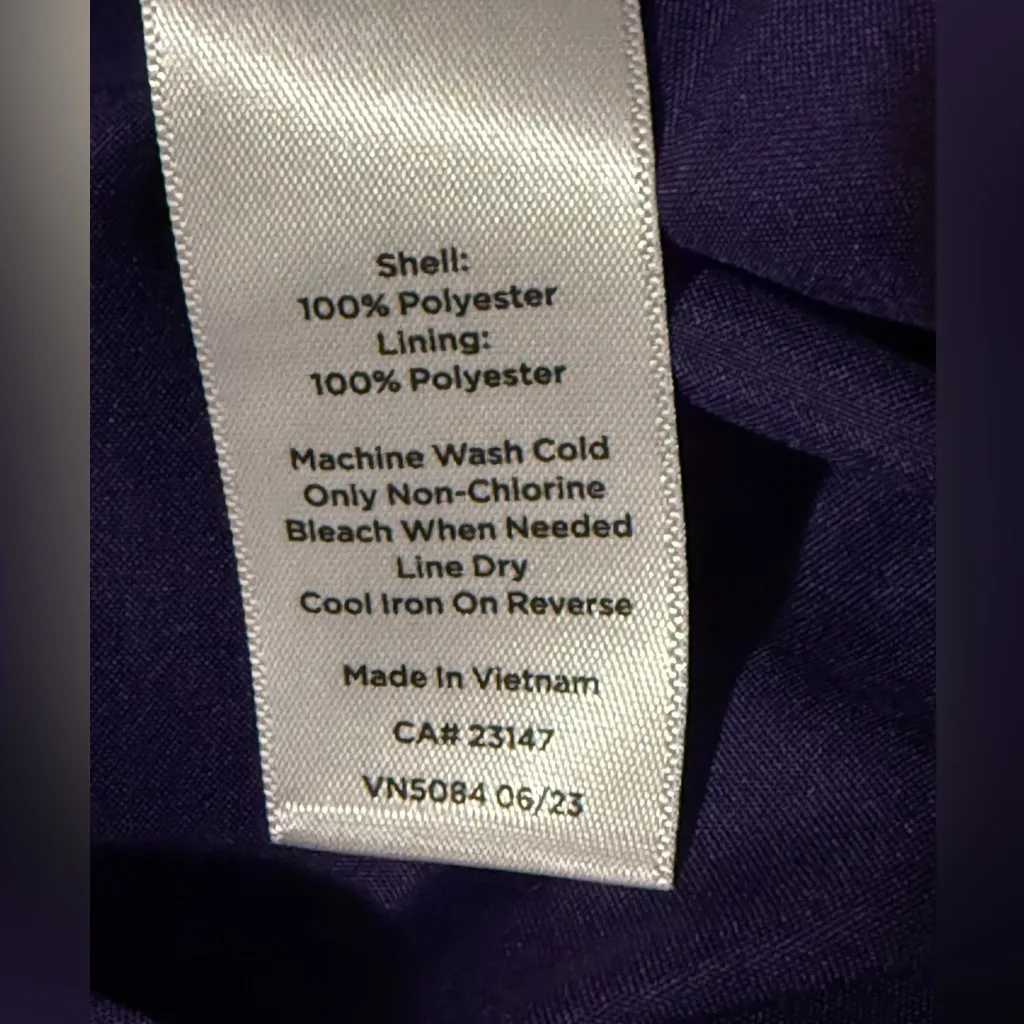 Shell:
100% Polyester
Lining:
100% Polyester
Machine Wash Cold
Only Non-Chlorine
Bleach When Needed
Line Dry
Cool Iron On Reverse
Made In Vietnam
CA# 23147
VN5084 06/23